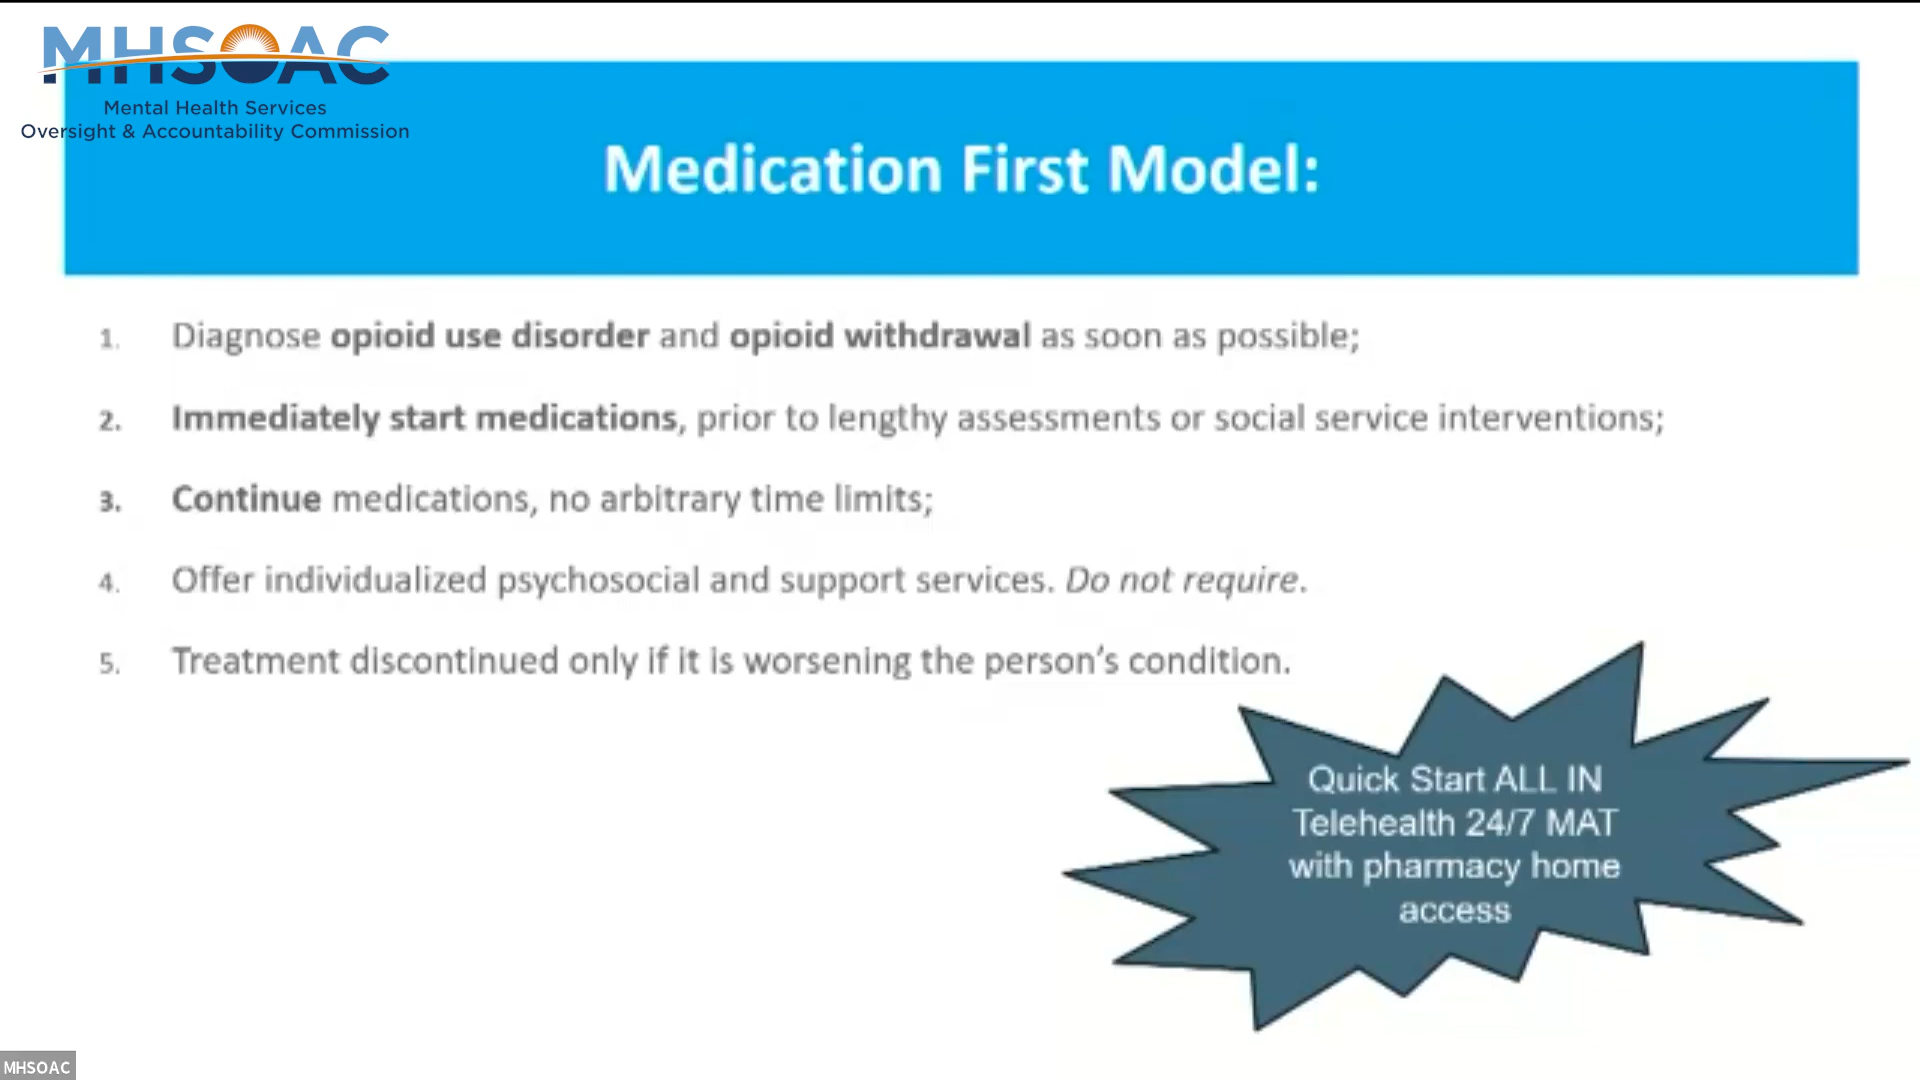 MHSOAC
Mental Health Services
Oversight & Accountability Commission
Medication First Model:
1. Diagnose opioid use disorder and opioid withdrawal as soon as possible;
2. Immediately start medications, prior to lengthy assessments or social service interventions;
3. Continue medications, no arbitrary time limits;
4. Offer individualized psychosocial and support services. Do not require.
5. Treatment discontinued only if it is worsening the person’s condition.
Quick Start ALL IN
Telehealth 24/7 MAT
with pharmacy home
access
MHSOAC